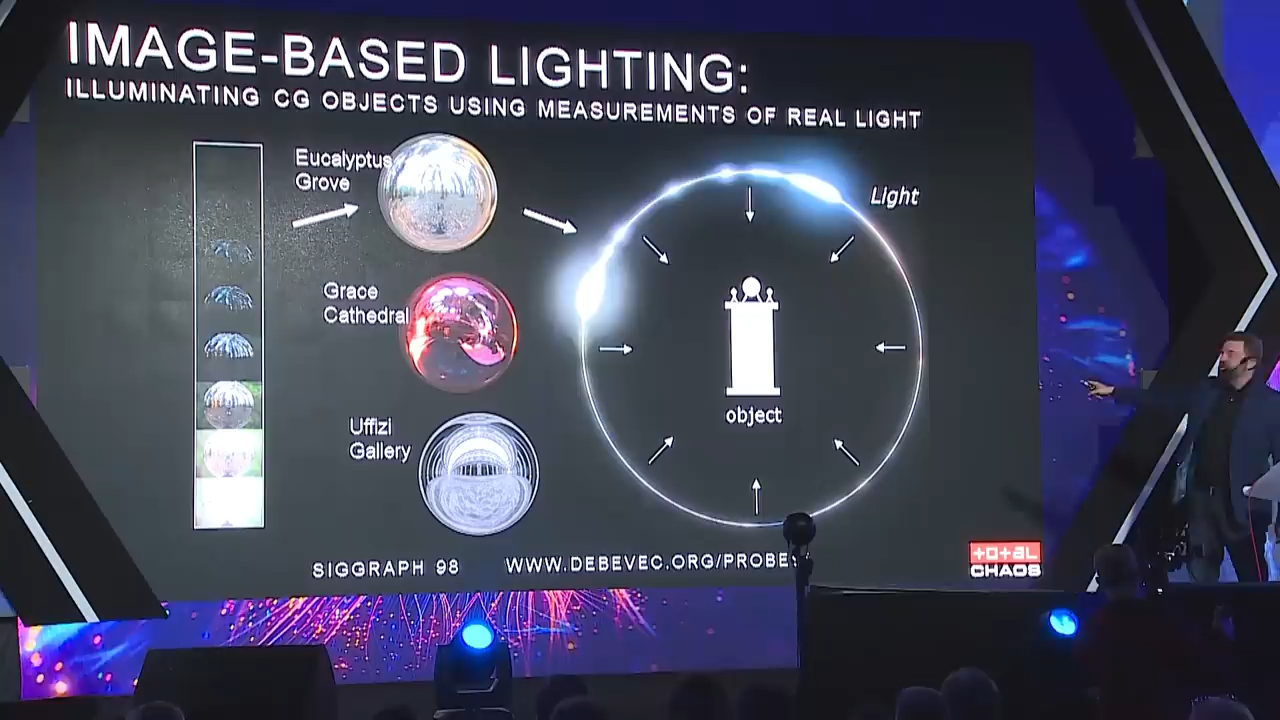 IMAGE-BASED LIGHTING:
ILLUMINATING CG OBJECTS USING MEASUREMENTS OF REAL LIGHT
Eucalyptus
Grove
Light
Grace
Cathedral
object
Uffizi
Gallery
SIGGRAPH 98
WWW.DEBEVEC.ORG/PROBES
total
CHAOS